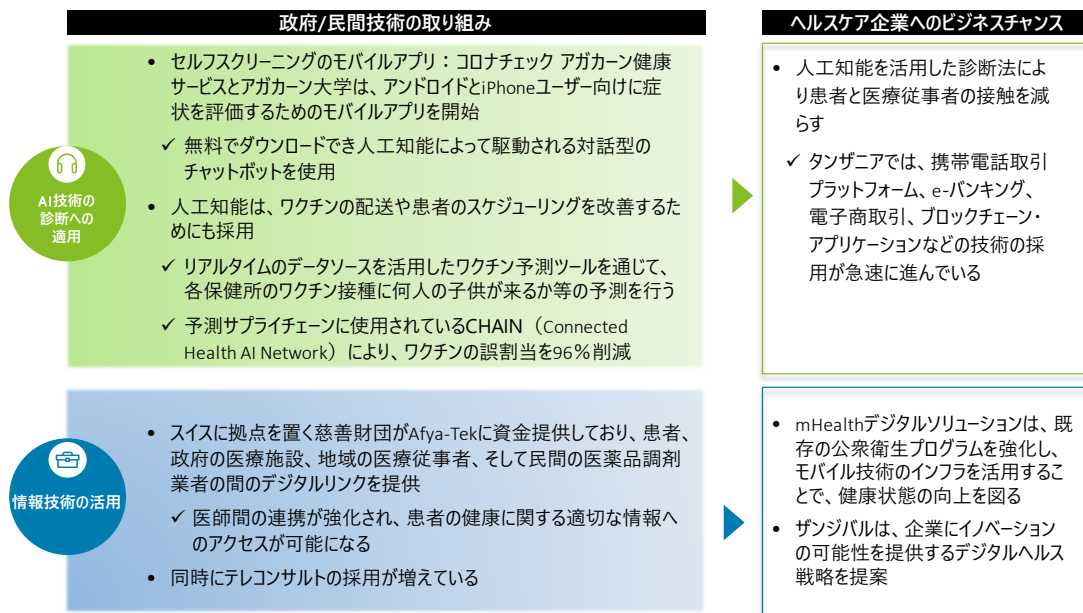 政府/民間技術の取り組み
ヘルスケア企業へのビジネスチャンス
AI技術の
診断への
適用
• セルフスクリーニングのモバイルアプリ：コロナチェック アガカーン健康
サービスとアガカーン大学は、アンドロイドとiPhoneユーザー向けに症
状を評価するためのモバイルアプリを開始
✓ 無料でダウンロードでき人工知能によって駆動される対話型の
チャットボットを使用
• 人工知能は、ワクチンの配送や患者のスケジューリングを改善するた
めにも採用
✓ リアルタイムのデータソースを活用したワクチン予測ツールを通じて、
各保健所のワクチン接種に何人の子供が来るか等の予測を行う
✓ 予測サプライチェーンに使用されているCHAIN（Connected
Health AI Network）により、ワクチンの誤割当を96％削減
• 人工知能を活用した診断法によ
り患者と医療従事者の接触を減
らす
✓ タンザニアでは、携帯電話取引
プラットフォーム、e-バンキング、
電子商取引、ブロックチェーン・
アプリケーションなどの技術の採
用が急速に進んでいる
情報技術の活用
• スイスに拠点を置く慈善財団がAfya-Tekに資金提供しており、患者、
政府の医療施設、地域の医療従事者、そして民間の医薬品調剤
業者の間のデジタルリンクを提供
✓ 医師間の連携が強化され、患者の健康に関する適切な情報へ
のアクセスが可能になる
• 同時にテレコンサルトの採用が増えている
• mHealthデジタルソリューションは、既
存の公衆衛生プログラムを強化し、
モバイル技術のインフラを活用するこ
とで、健康状態の向上を図る
• ザンジバルは、企業にイノベーション
の可能性を提供するデジタルヘルス
戦略を提案